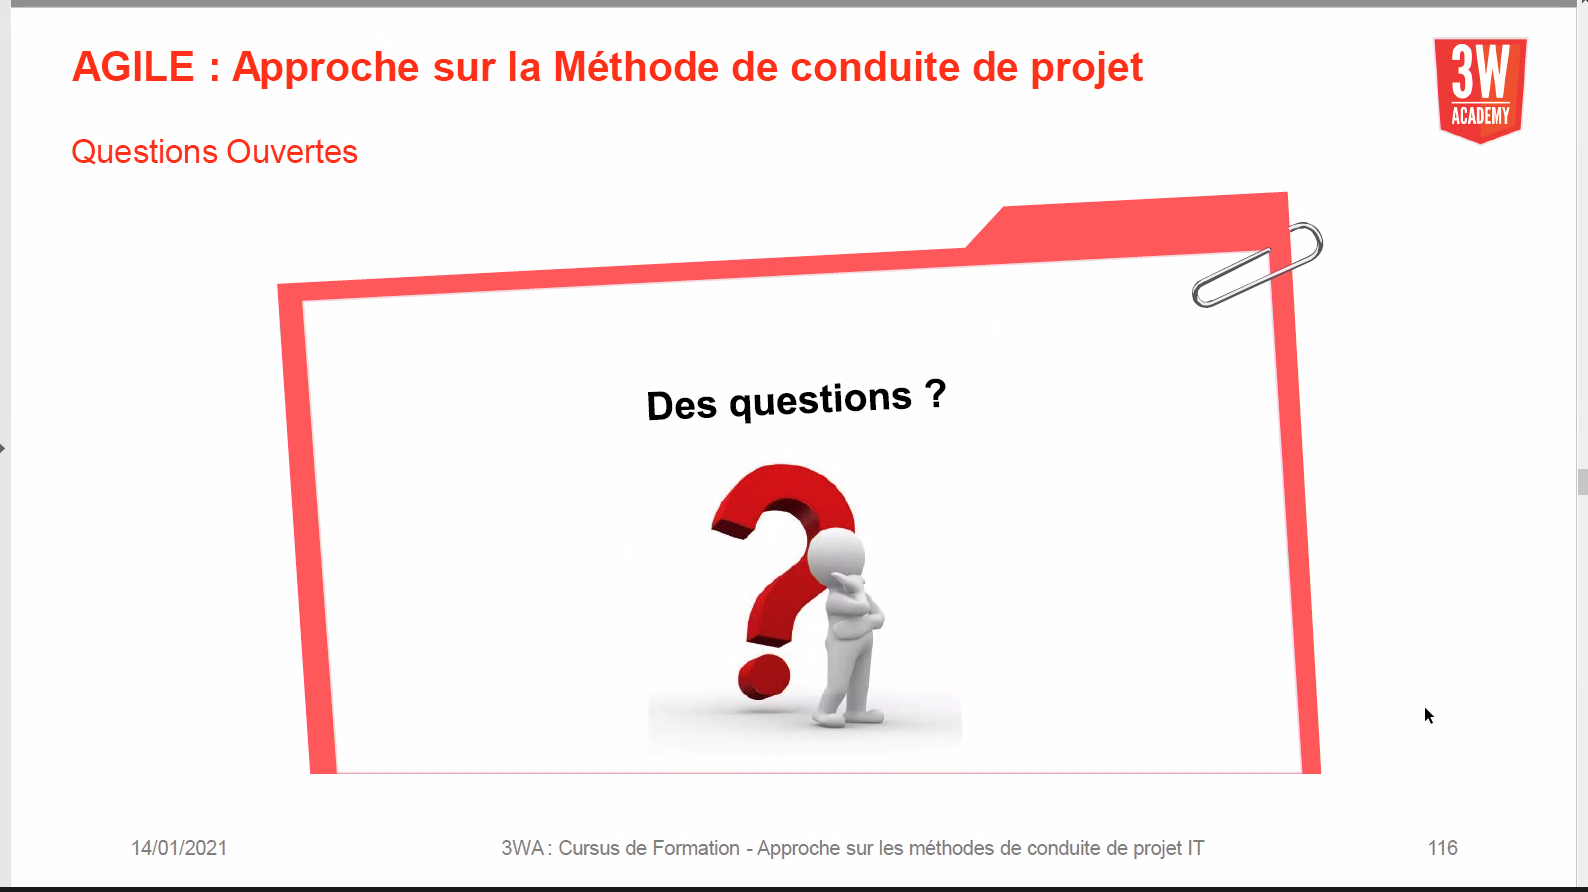 AGILE : Approche sur la Méthode de conduite de projet
3W
ACADEMY
Questions Ouvertes
Des questions ?
14/01/2021
3WA : Cursus de Formation - Approche sur les méthodes de conduite de projet IT
116